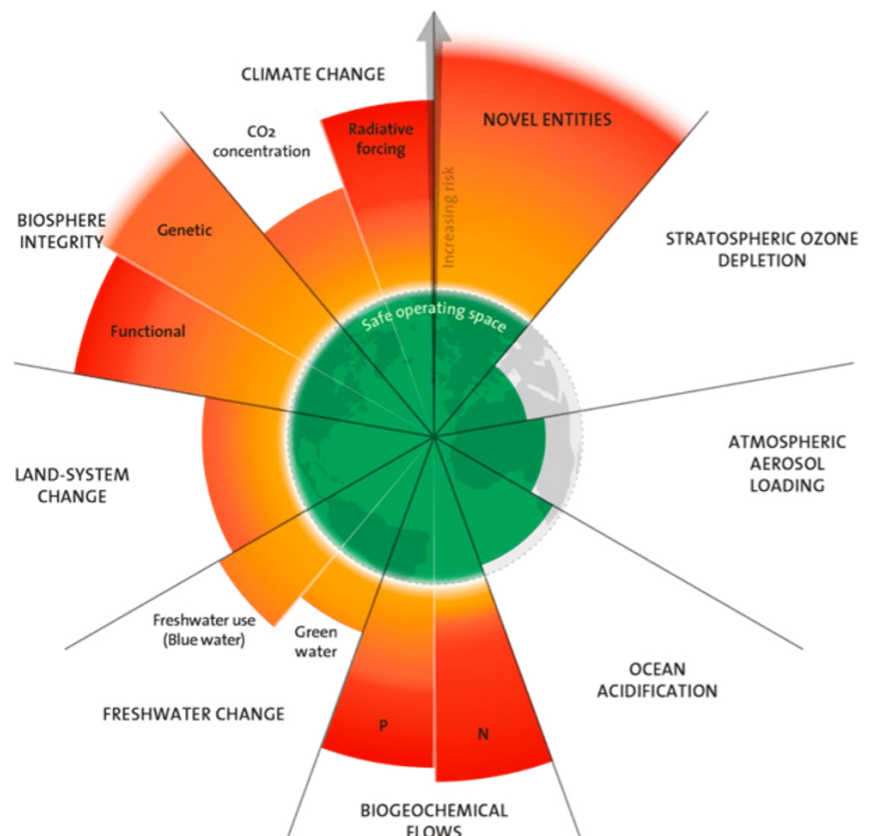 CLIMATE CHANGE
CO2
concentration
Radiative
forcing
NOVEL ENTITIES
Increasing risk
BIOSPHERE
INTEGRITY
Genetic
Functional
STRATOSPHERIC OZONE
DEPLETION
Safe operating space
ATMOSPHERIC
AEROSOL
LOADING
LAND-SYSTEM
CHANGE
Freshwater use
(Blue water)
Green
water
FRESHWATER CHANGE
OCEAN
ACIDIFICATION
P
N
BIOGEOCHEMICAL
FLOWS